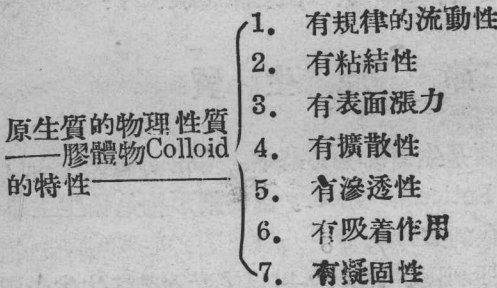 原生質的物理性質
——膠體物Colloid
的特性——
1. 有規律的流動性
2. 有粘結性
3. 有表面漲力
4. 有擴散性
5. 有滲透性
6. 有吸着作用
7. 有凝固性